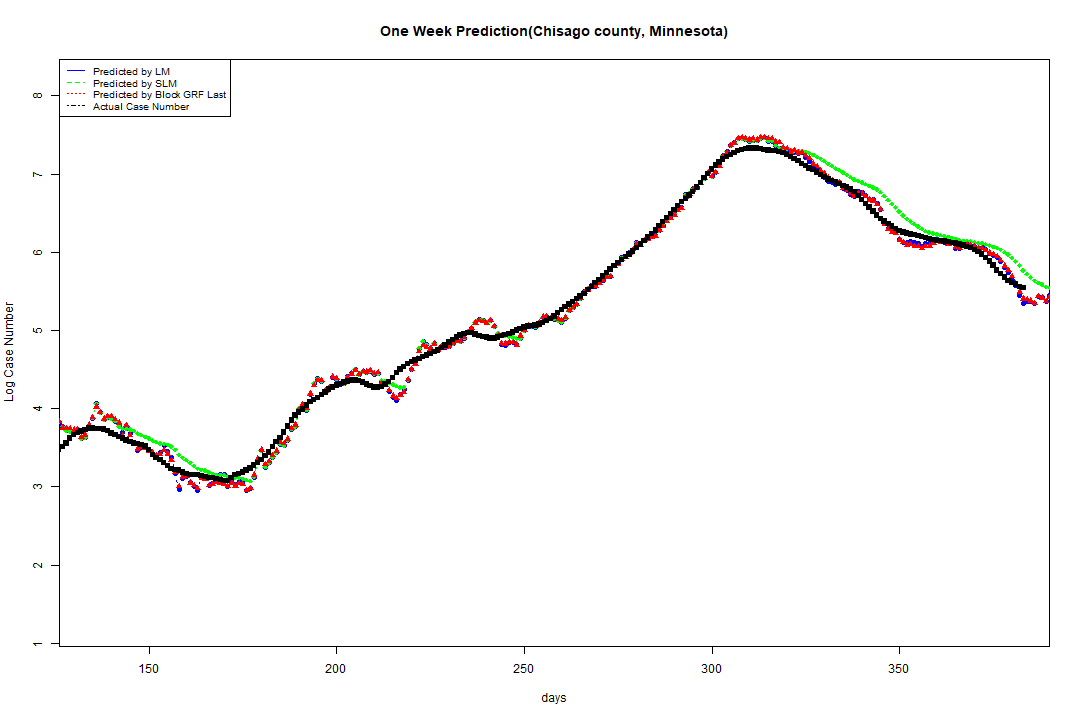 One Week Prediction(Chisago county, Minnesota)
Predicted by LM
Predicted by SLM
Predicted by Block GRF Last
Actual Case Number
8
7
6
5
4
3
2
1
Log Case Number
150 200 250 300 350
days